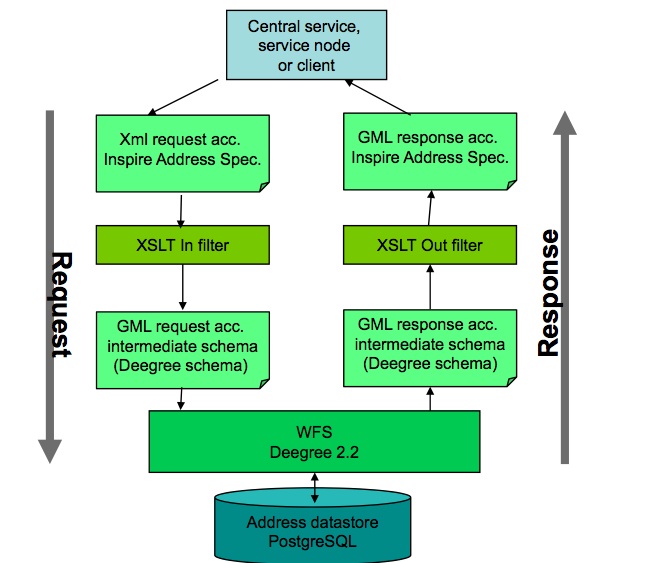 Central service,
service node
or client
Xml request acc.
Inspire Address Spec.
GML response acc.
Inspire Address Spec.
XSLT In filter
XSLT Out filter
GML request acc.
intermediate schema
(Deegree schema)
GML response acc.
intermediate schema
(Deegree schema)
Request
Response
WFS
Deegree 2.2
Address datastore
PostgreSQL